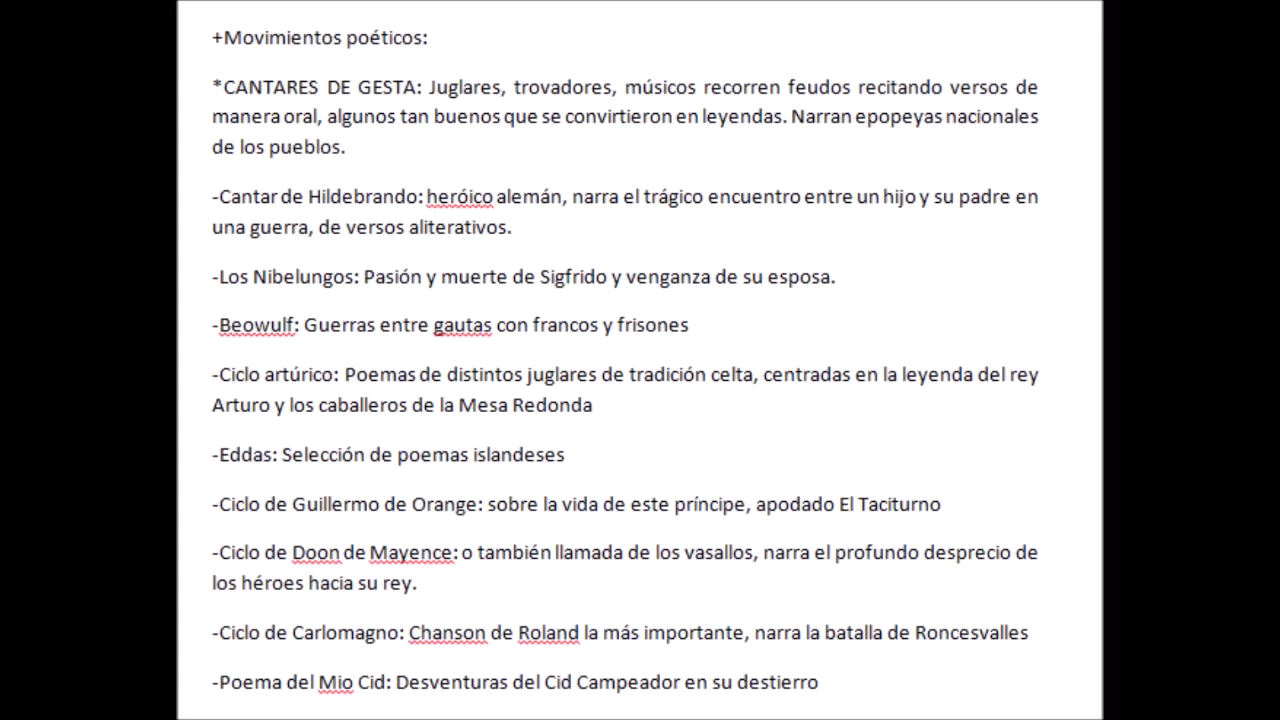 +Movimientos poéticos:
*CANTARES DE GESTA: Juglares, trovadores, músicos recorren feudos recitando versos de
manera oral, algunos tan buenos que se convirtieron en leyendas. Narran epopeyas nacionales
de los pueblos.
-Cantar de Hildebrando: heróico alemán, narra el trágico encuentro entre un hijo y su padre en
una guerra, de versos aliterativos.
-Los Nibelungos: Pasión y muerte de Sigfrido y venganza de su esposa.
-Beowulf: Guerras entre gautas con francos y frisones
-Ciclo artúrico: Poemas de distintos juglares de tradición celta, centradas en la leyenda del rey
Arturo y los caballeros de la Mesa Redonda
-Eddas: Selección de poemas islandeses
-Ciclo de Guillermo de Orange: sobre la vida de este príncipe, apodado El Taciturno
-Ciclo de Doon de Mayence: o también llamada de los vasallos, narra el profundo desprecio de
los héroes hacia su rey.
-Ciclo de Carlomagno: Chanson de Roland la más importante, narra la batalla de Roncesvalles
-Poema del Mio Cid: Desventuras del Cid Campeador en su destierro